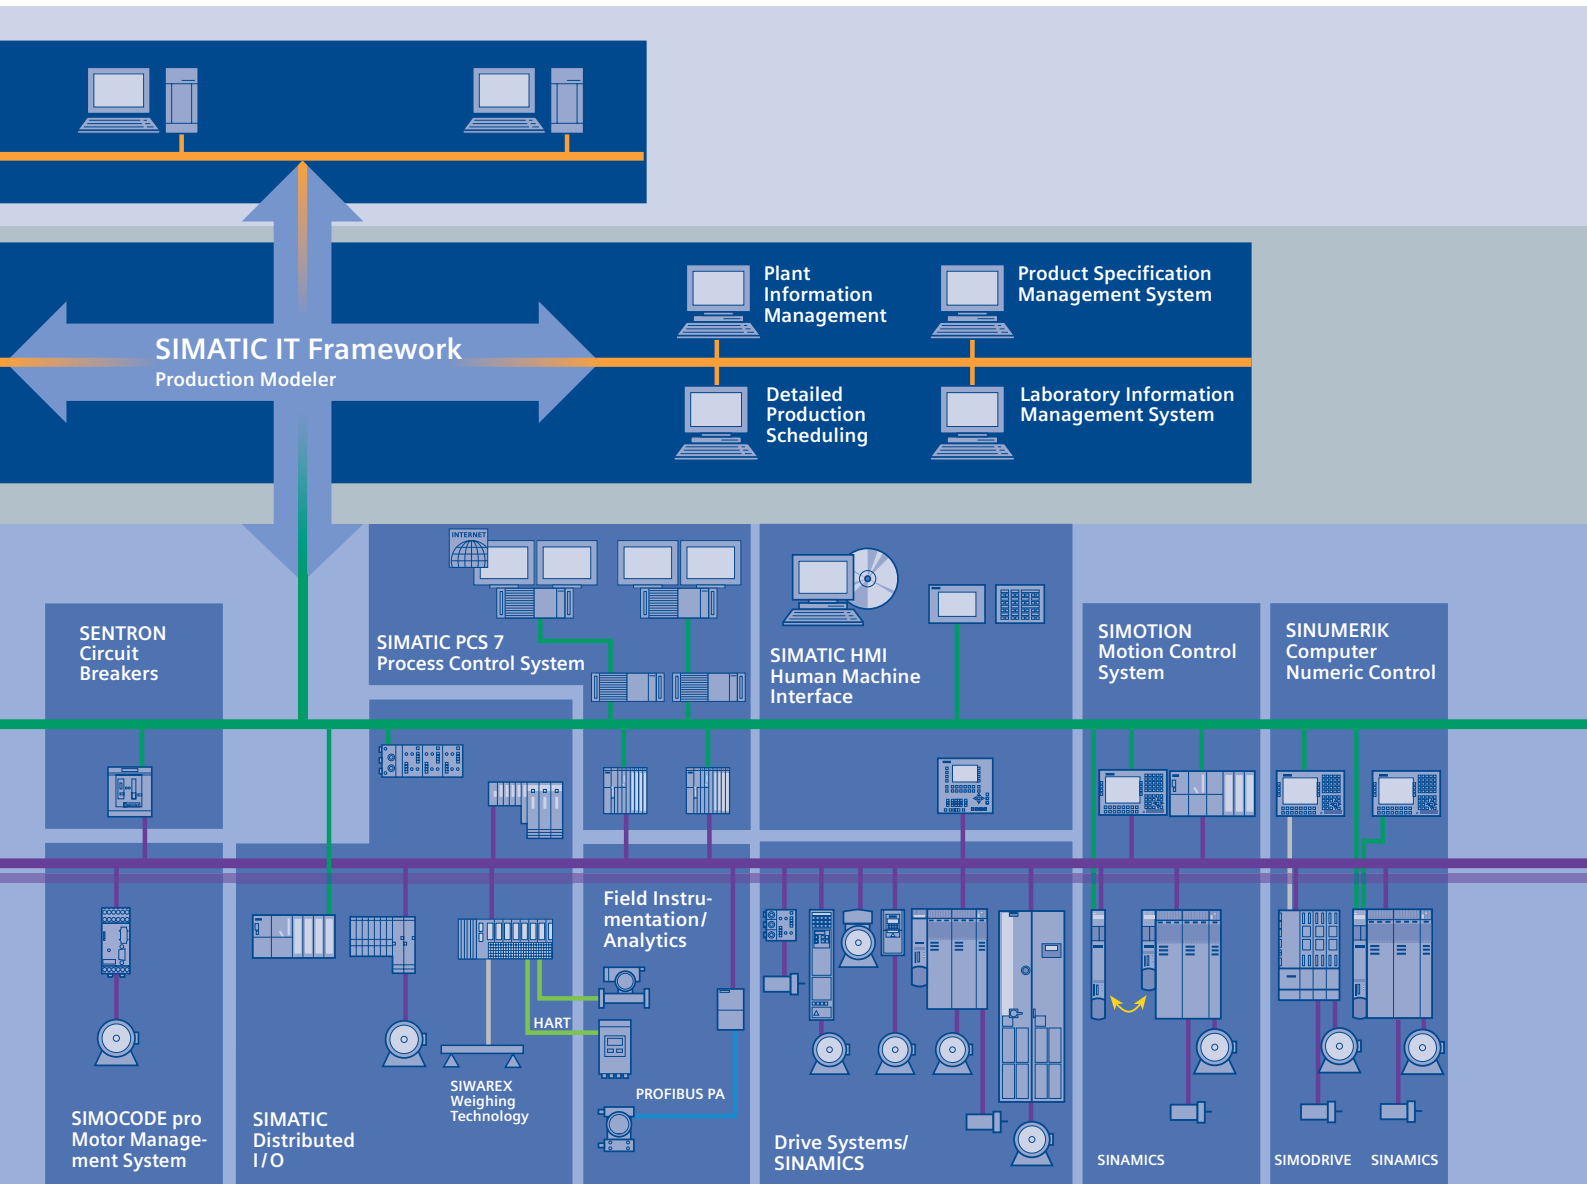 Plant
Information
Management
Product Specification
Management System
SIMATIC IT Framework
Production Modeler
Detailed
Production
Scheduling
Laboratory Information
Management System
INTERNET
SENTRON
Circuit
Breakers
SIMATIC PCS 7
Process Control System
SIMATIC HMI
Human Machine
Interface
SIMOTION
Motion Control
System
SINUMERIK
Computer
Numeric Control
Field Instru-
mentation/
Analytics
HART
SIWAREX
Weighing
Technology
PROFIBUS PA
SIMOCODE pro
Motor Manage-
ment System
SIMATIC
Distributed
I/O
Drive Systems/
SINAMICS
SINAMICS
SIMODRIVE
SINAMICS